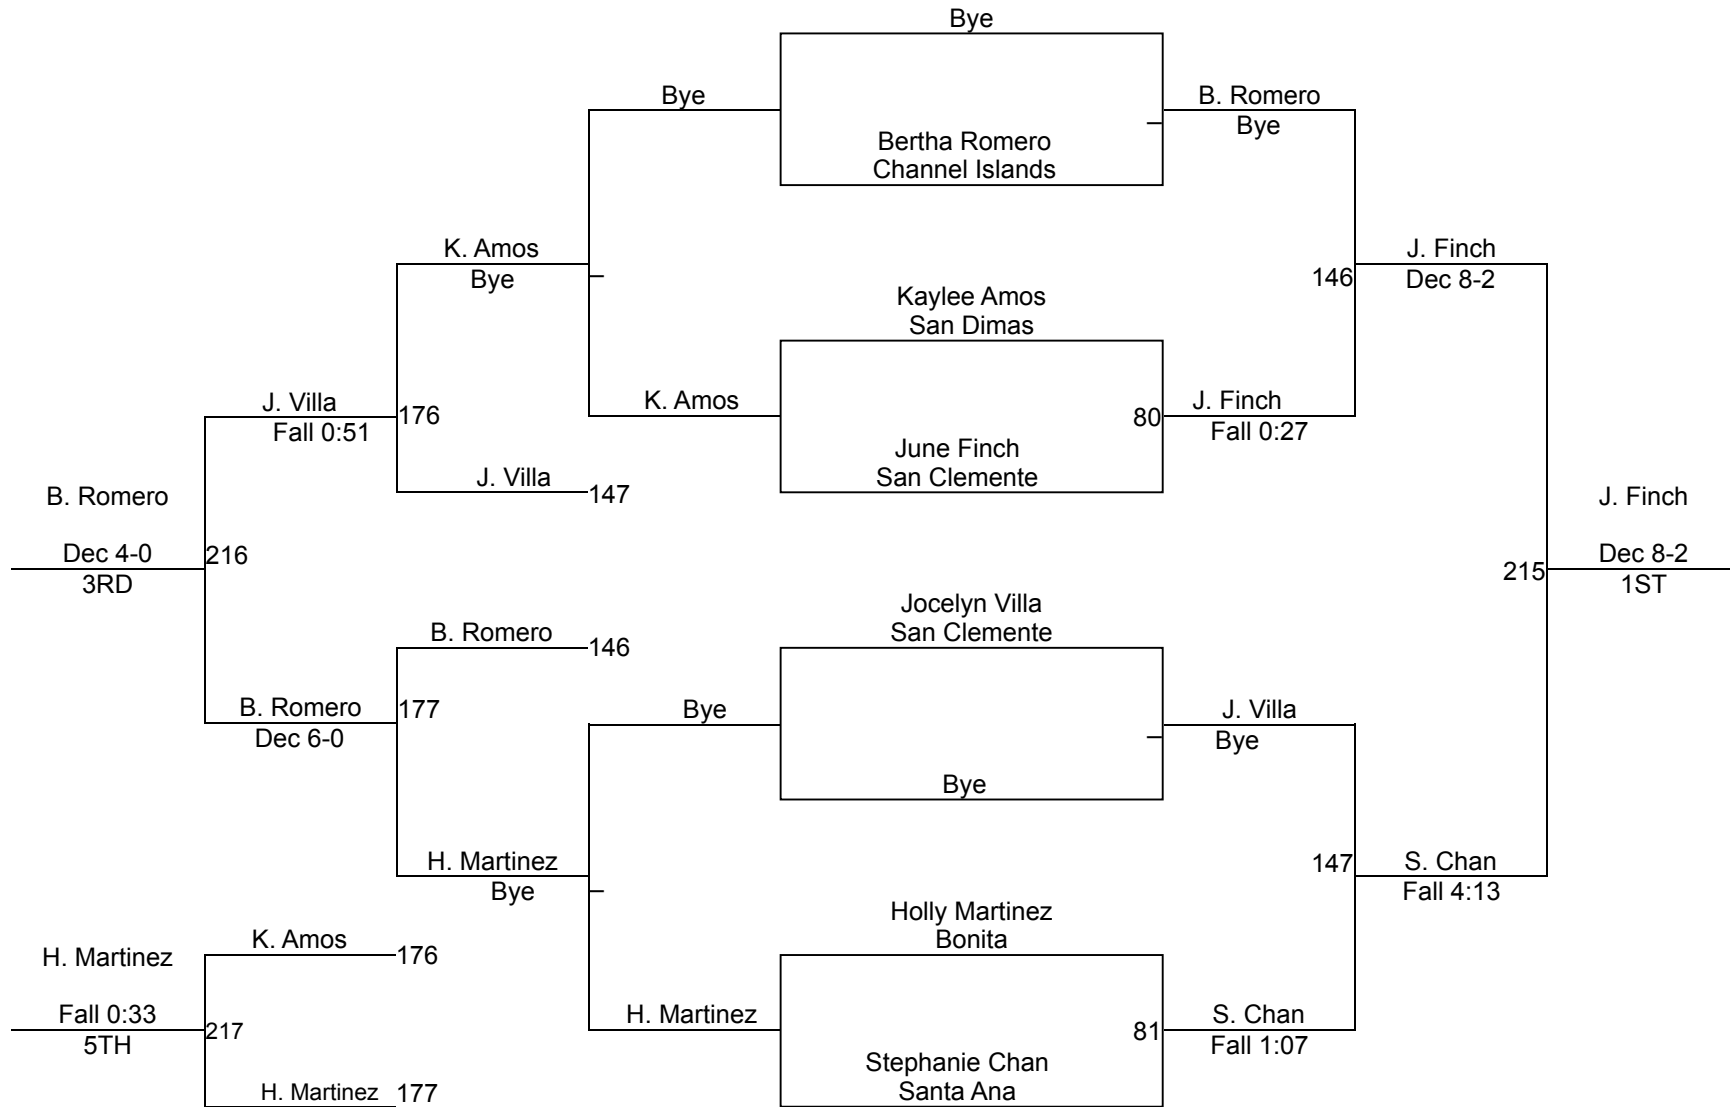 Bye
Bye
B. Romero
Bye
Bertha Romero
Channel Islands
K. Amos
Bye
J. Finch
Dec 8-2
146
Kaylee Amos
San Dimas
J. Villa
Fall 0:51
176
K. Amos
80
J. Finch
Fall 0:27
June Finch
San Clemente
J. Villa
147
B. Romero
Dec 4-0
3RD
216
J. Finch
Dec 8-2
1ST
215
Jocelyn Villa
San Clemente
B. Romero
146
B. Romero
Dec 6-0
177
Bye
J. Villa
Bye
Bye
H. Martinez
Bye
147
S. Chan
Fall 4:13
Holly Martinez
Bonita
K. Amos
176
H. Martinez
Fall 0:33
5TH
217
H. Martinez
81
S. Chan
Fall 1:07
Stephanie Chan
Santa Ana
H. Martinez
177